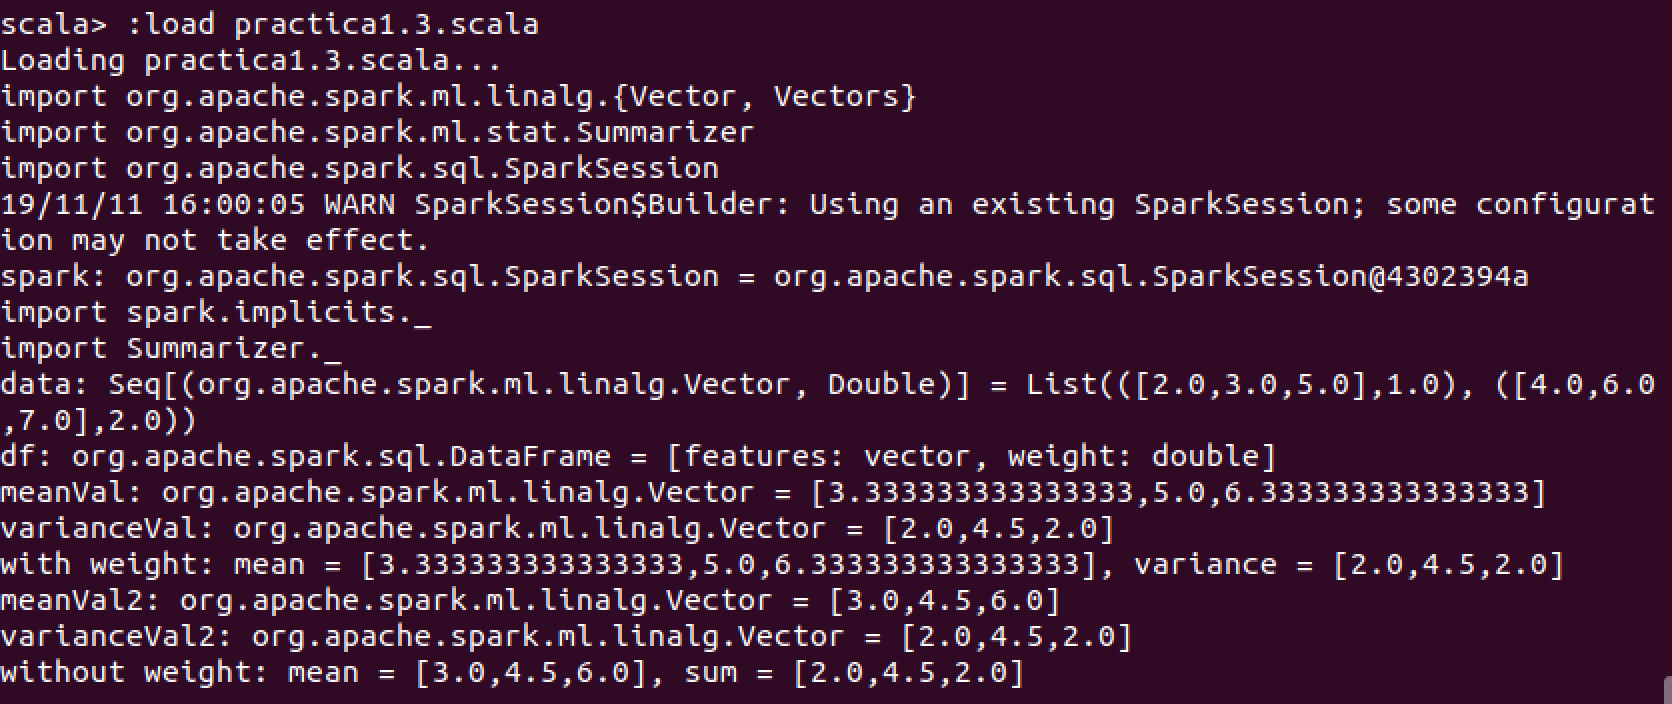 scala> :load practica1.3.scala
Loading practica1.3.scala...
import org.apache.spark.ml.linalg.{Vector, Vectors}
import org.apache.spark.ml.stat.Summarizer
import org.apache.spark.sql.SparkSession
19/11/11 16:00:05 WARN SparkSession$Builder: Using an existing SparkSession; some configurat
ion may not take effect.
spark: org.apache.spark.sql.SparkSession = org.apache.spark.sql.SparkSession@4302394a
import spark.implicits._
import Summarizer._
data: Seq[(org.apache.spark.ml.linalg.Vector, Double)] = List(([2.0,3.0,5.0],1.0), ([4.0,6.0
,7.0],2.0))
df: org.apache.spark.sql.DataFrame = [features: vector, weight: double]
meanVal: org.apache.spark.ml.linalg.Vector = [3.333333333333333,5.0,6.333333333333333]
varianceVal: org.apache.spark.ml.linalg.Vector = [2.0,4.5,2.0]
with weight: mean = [3.333333333333333,5.0,6.333333333333333], variance = [2.0,4.5,2.0]
meanVal2: org.apache.spark.ml.linalg.Vector = [3.0,4.5,6.0]
varianceVal2: org.apache.spark.ml.linalg.Vector = [2.0,4.5,2.0]
without weight: mean = [3.0,4.5,6.0], sum = [2.0,4.5,2.0]